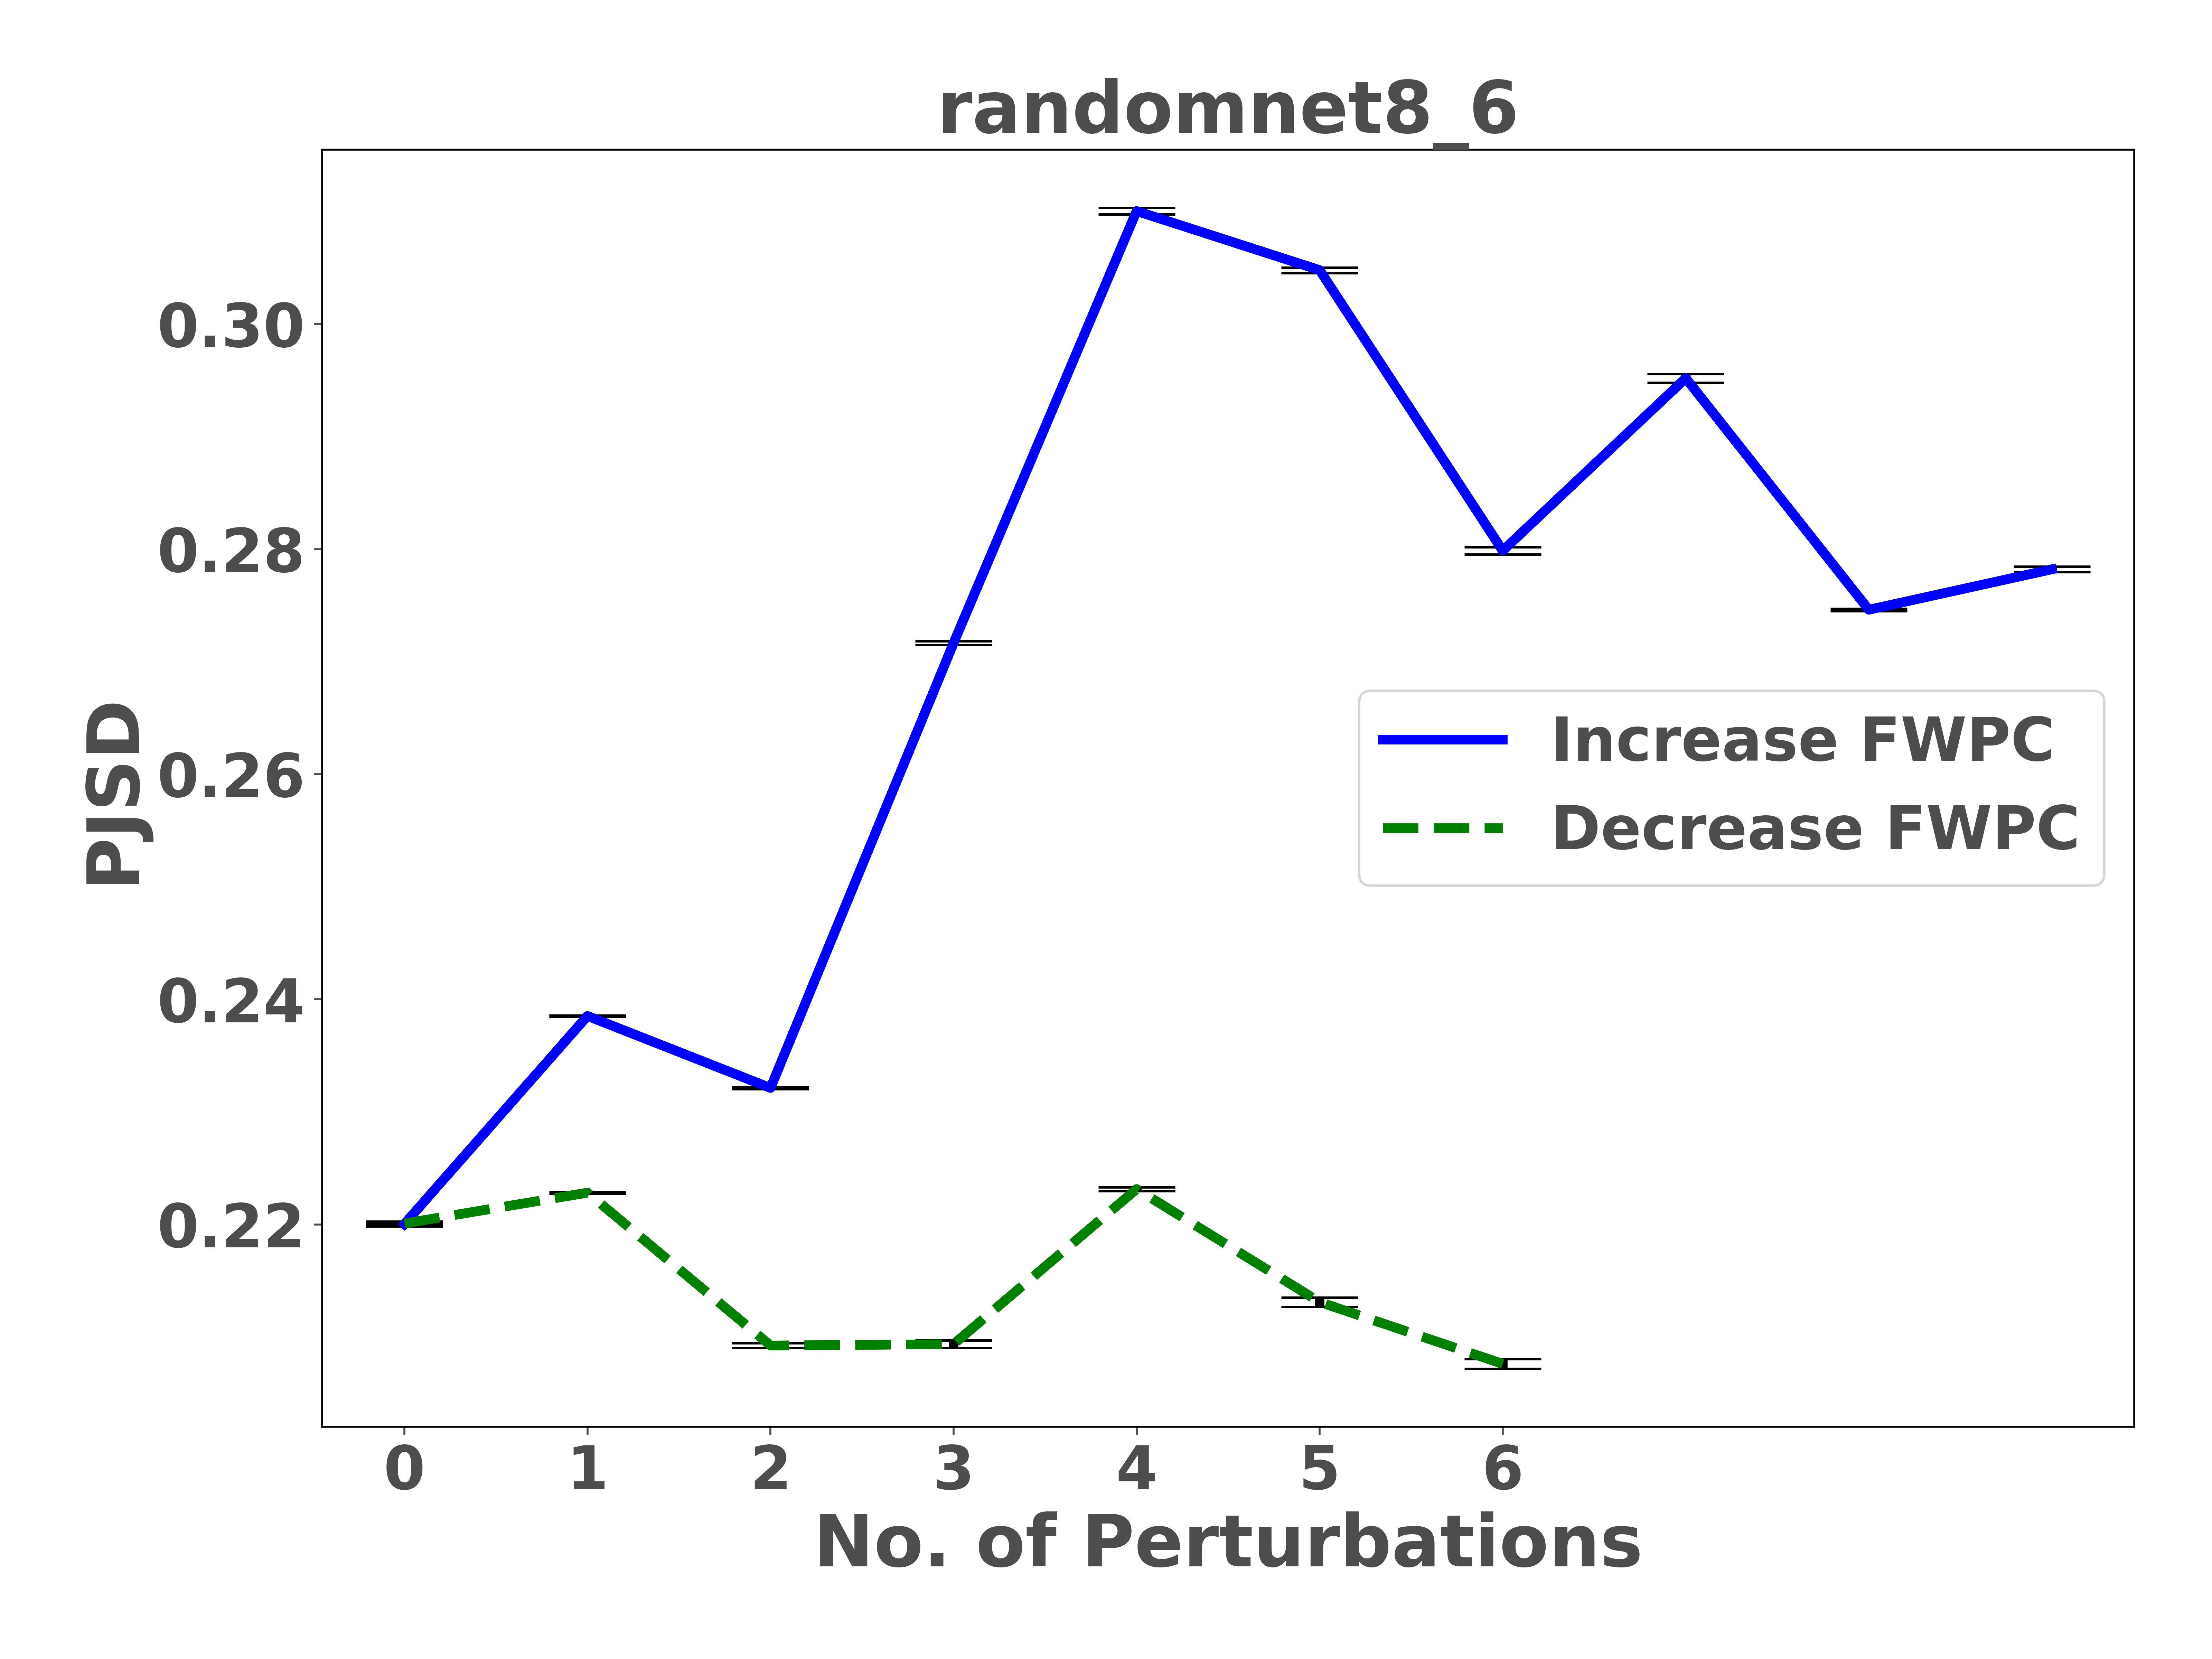 randomnet8_6
PJSD
0.30
0.28
0.26
0.24
0.22
Increase FWPC
Decrease FWPC
0 1 2 3 4 5 6
No. of Perturbations